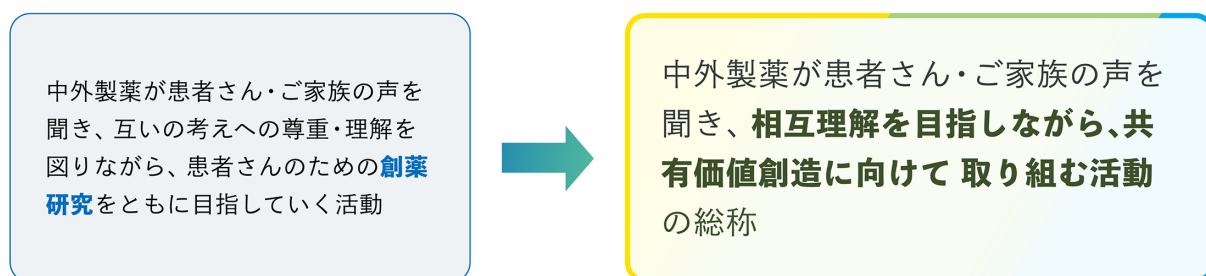 中外製薬が患者さん・ご家族の声を
聞き、互いの考えへの尊重・理解を
図りながら、患者さんのための創薬
研究をともに目指していく活動
中外製薬が患者さん・ご家族の声を
聞き、相互理解を目指しながら、共
有価値創造に向けて 取り組む活動
の総称